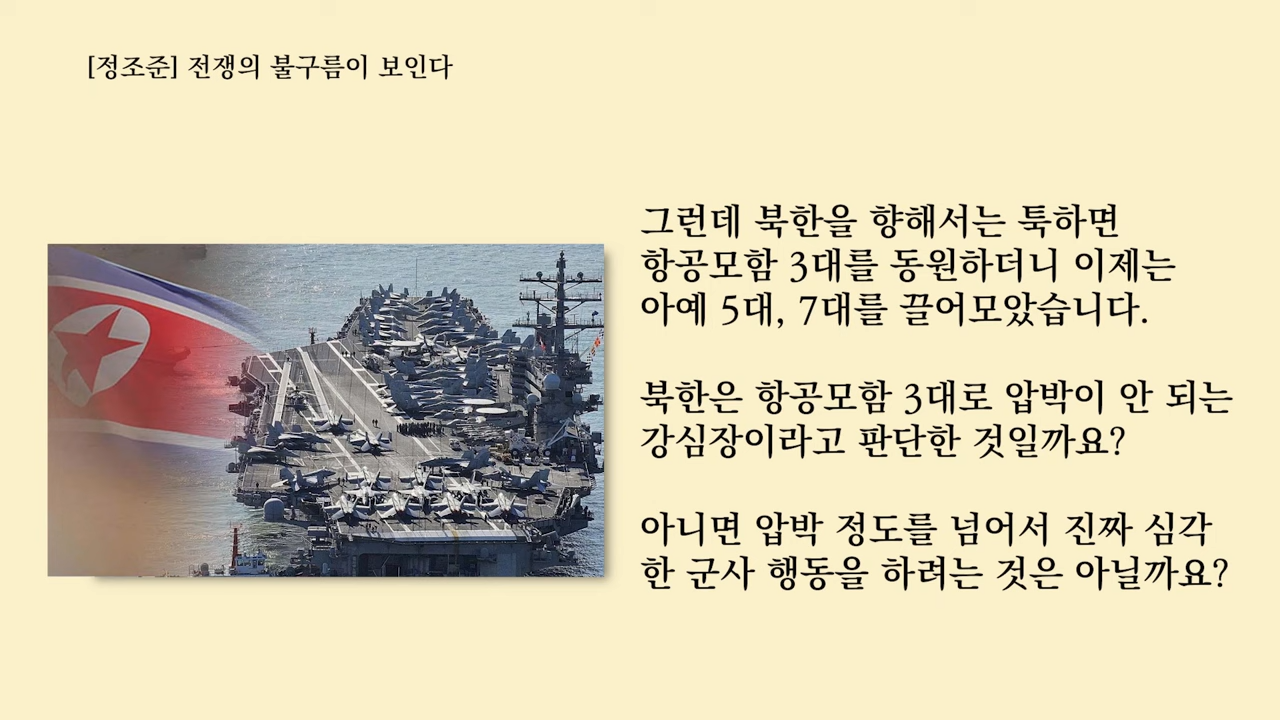 [정조준] 전쟁의 불구름이 보인다
그런데 북한을 향해서는 툭하면
항공모함 3대를 동원하더니 이제는
아예 5대, 7대를 끌어모았습니다.
북한은 항공모함 3대로 압박이 안 되는
강심장이라고 판단한 것일까요?
아니면 압박 정도를 넘어서 진짜 심각
한 군사 행동을 하려는 것은 아닐까요?